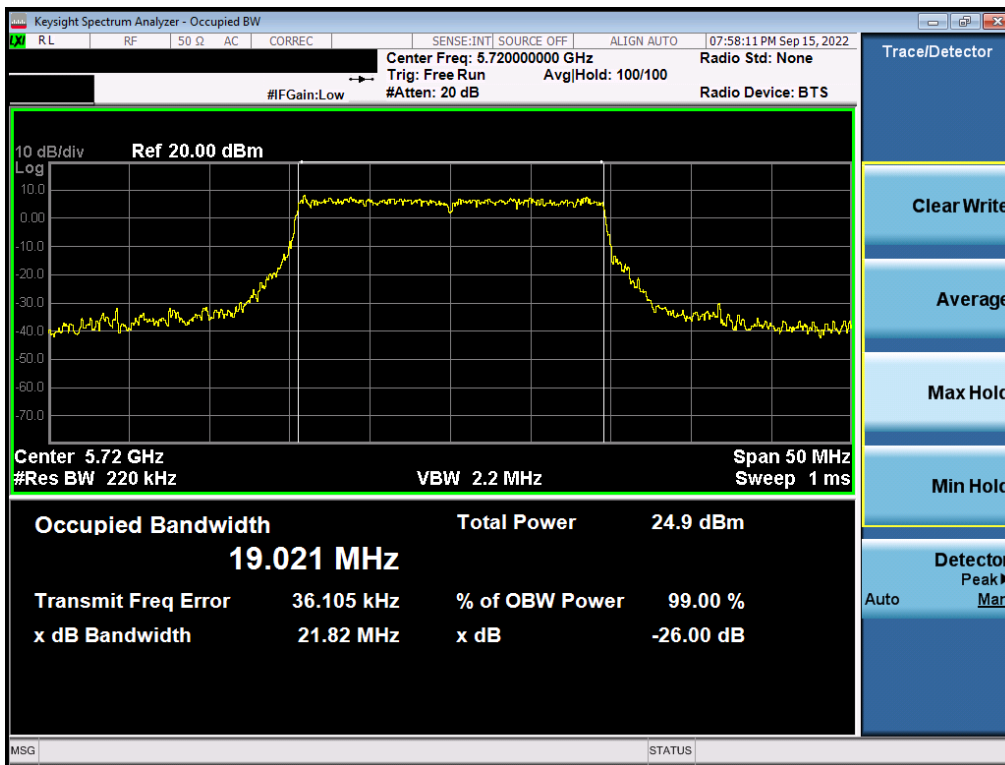 Keysight Spectrum Analyzer - Occupied BW
LXI RL RF 50 Ω AC CORREC SENSE:INT SOURCE OFF ALIGN AUTO 07:58:11 PM Sep 15, 2022
Center Freq: 5.720000000 GHz Radio Std: None
Trig: Free Run Avg|Hold: 100/100
#IFGain:Low #Atten: 20 dB Radio Device: BTS
Trace/Detector
10 dB/div Ref 20.00 dBm
Log
10.0
0.00
-10.0
-20.0
-30.0
-40.0
-50.0
-60.0
-70.0
Center 5.72 GHz Span 50 MHz
#Res BW 220 kHz VBW 2.2 MHz Sweep 1 ms
Clear Write
Average
Max Hold
Min Hold
Detector
Peak
Auto Man
Occupied Bandwidth Total Power 24.9 dBm
19.021 MHz
Transmit Freq Error 36.105 kHz % of OBW Power 99.00 %
x dB Bandwidth 21.82 MHz x dB -26.00 dB
MSG STATUS